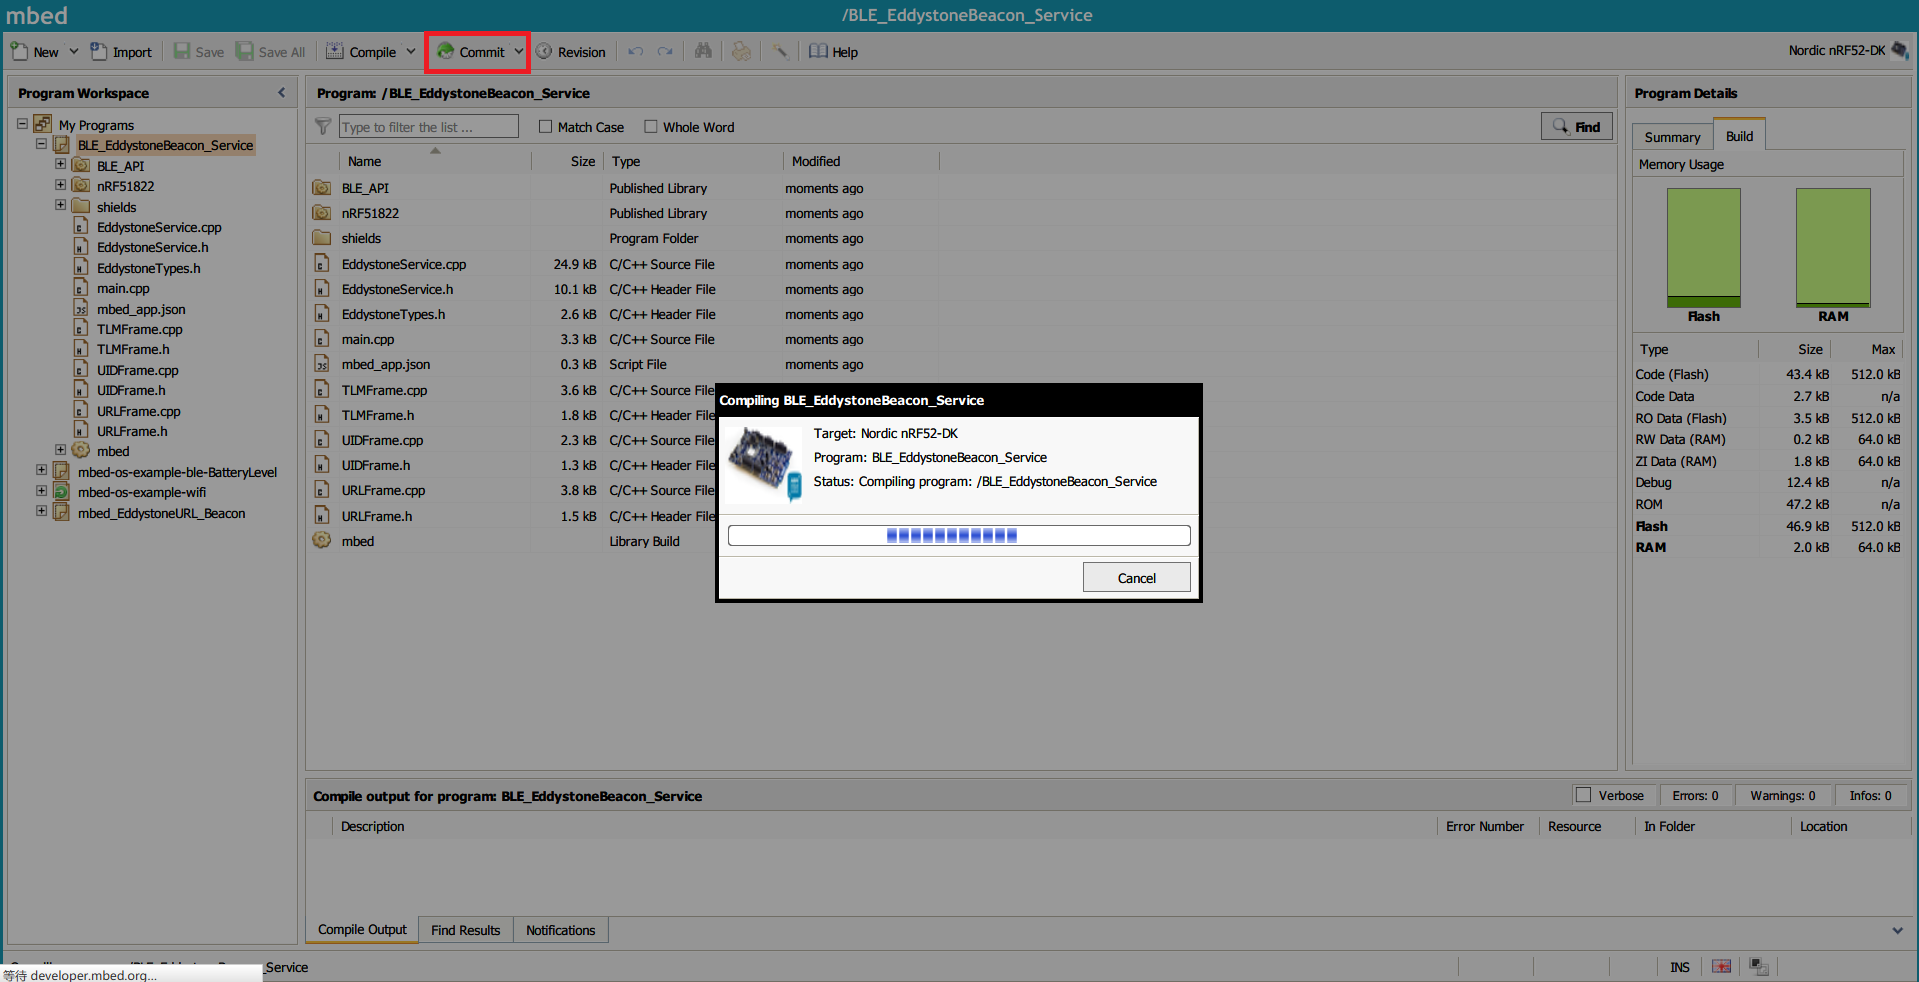 mbed
/BLE_EddystoneBeacon_Service
New Import Save Save All Compile Commit Revision Help
Nordic nRF52-DK
Program Workspace
My Programs
BLE_EddystoneBeacon_Service
BLE_API
nRF51822
shields
EddystoneService.cpp
EddystoneService.h
EddystoneTypes.h
main.cpp
mbed_app.json
TLMFrame.cpp
TLMFrame.h
UIDFrame.cpp
UIDFrame.h
URLFrame.cpp
URLFrame.h
mbed
mbed-os-example-ble-BatteryLevel
mbed-os-example-wifi
mbed_EddystoneURL_Beacon
Program: /BLE_EddystoneBeacon_Service
Type to filter the list ... Match Case Whole Word Find
Name Size Type Modified
BLE_API Published Library moments ago
nRF51822 Published Library moments ago
shields Program Folder moments ago
EddystoneService.cpp 24.9 kB C/C++ Source File moments ago
EddystoneService.h 10.1 kB C/C++ Header File moments ago
EddystoneTypes.h 2.6 kB C/C++ Header File moments ago
main.cpp 3.3 kB C/C++ Source File moments ago
mbed_app.json 0.3 kB Script File moments ago
TLMFrame.cpp 3.6 kB C/C++ Source File
TLMFrame.h 1.8 kB C/C++ Header File
UIDFrame.cpp 2.3 kB C/C++ Source File
UIDFrame.h 1.3 kB C/C++ Header File
URLFrame.cpp 3.8 kB C/C++ Source File
URLFrame.h 1.5 kB C/C++ Header File
mbed Library Build
Compiling BLE_EddystoneBeacon_Service
Target: Nordic nRF52-DK
Program: BLE_EddystoneBeacon_Service
Status: Compiling program: /BLE_EddystoneBeacon_Service
Cancel
Program Details
Summary Build
Memory Usage
Flash RAM
Type Size Max
Code (Flash) 43.4 kB 512.0 kB
Code Data 2.7 kB n/a
RO Data (Flash) 3.5 kB 512.0 kB
RW Data (RAM) 0.2 kB 64.0 kB
ZI Data (RAM) 1.8 kB 64.0 kB
Debug 12.4 kB n/a
ROM 47.2 kB n/a
Flash 46.9 kB 512.0 kB
RAM 2.0 kB 64.0 kB
Compile output for program: BLE_EddystoneBeacon_Service
Verbose Errors: 0 Warnings: 0 Infos: 0
Description Error Number Resource In Folder Location
Compile Output Find Results Notifications
_Service
INS
等待 developer.mbed.org...